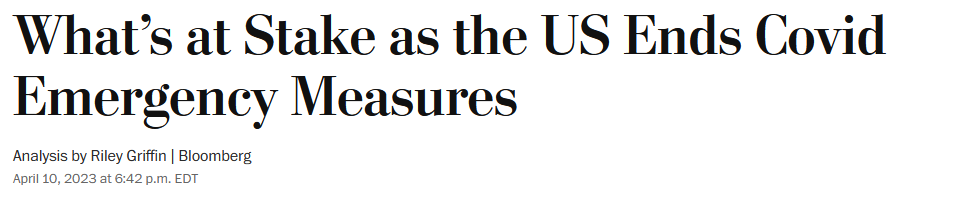 What’s at Stake as the US Ends Covid
Emergency Measures
Analysis by Riley Griffin | Bloomberg
April 10, 2023 at 6:42 p.m. EDT